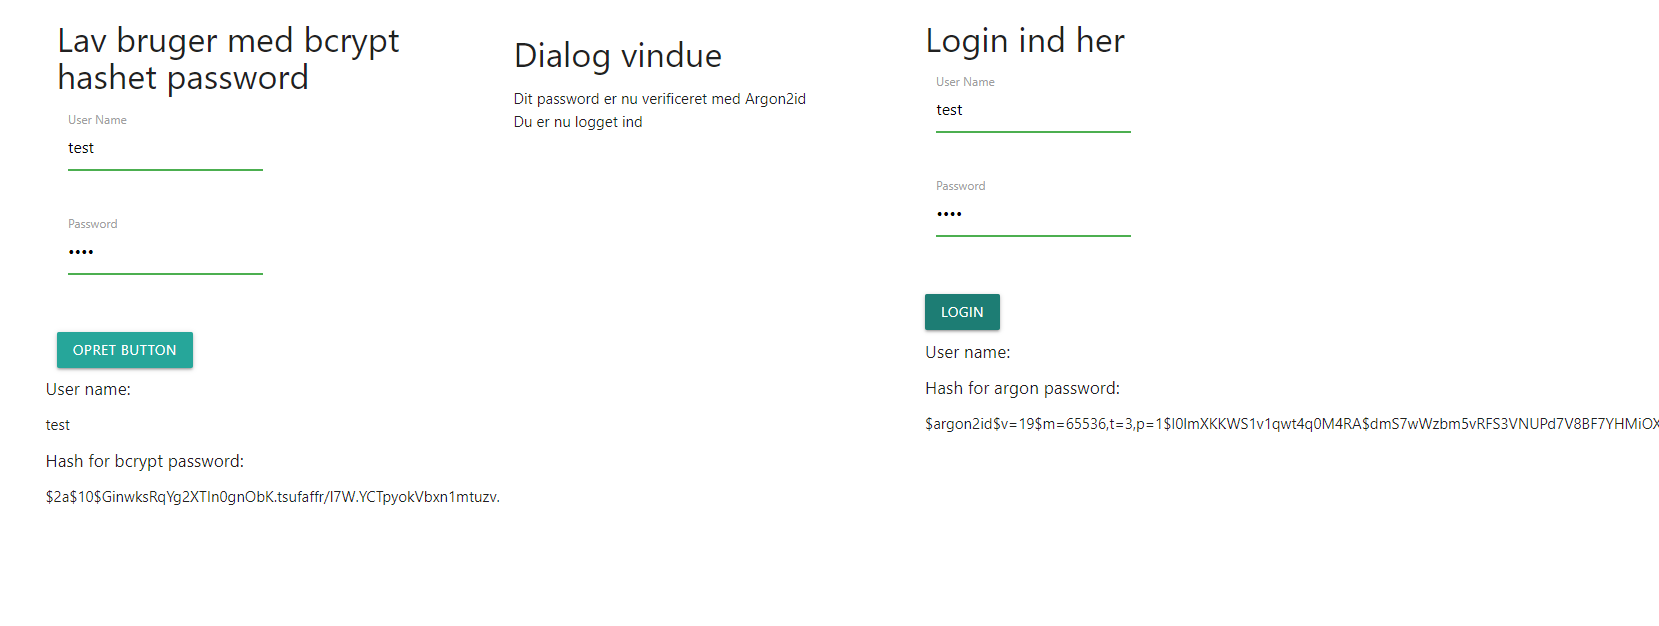 Lav bruger med bcrypt
hashet password
User Name
test
Password
••••
OPRET BUTTON
User name:
test
Hash for bcrypt password:
$2a$10$GinwksRqYg2XTIn0gnObK.tsufaffr/I7W.YCTpyokVbxn1mtuzv.
Dialog vindue
Dit password er nu verificeret med Argon2id
Du er nu logget ind
Login ind her
User Name
test
Password
••••
LOGIN
User name:
Hash for argon password:
$argon2id$v=19$m=65536,t=3,p=1$I0ImXKKWS1v1qwt4q0M4RA$dmS7wWzbm5vRFS3VNUPd7V8BF7YHMiOX